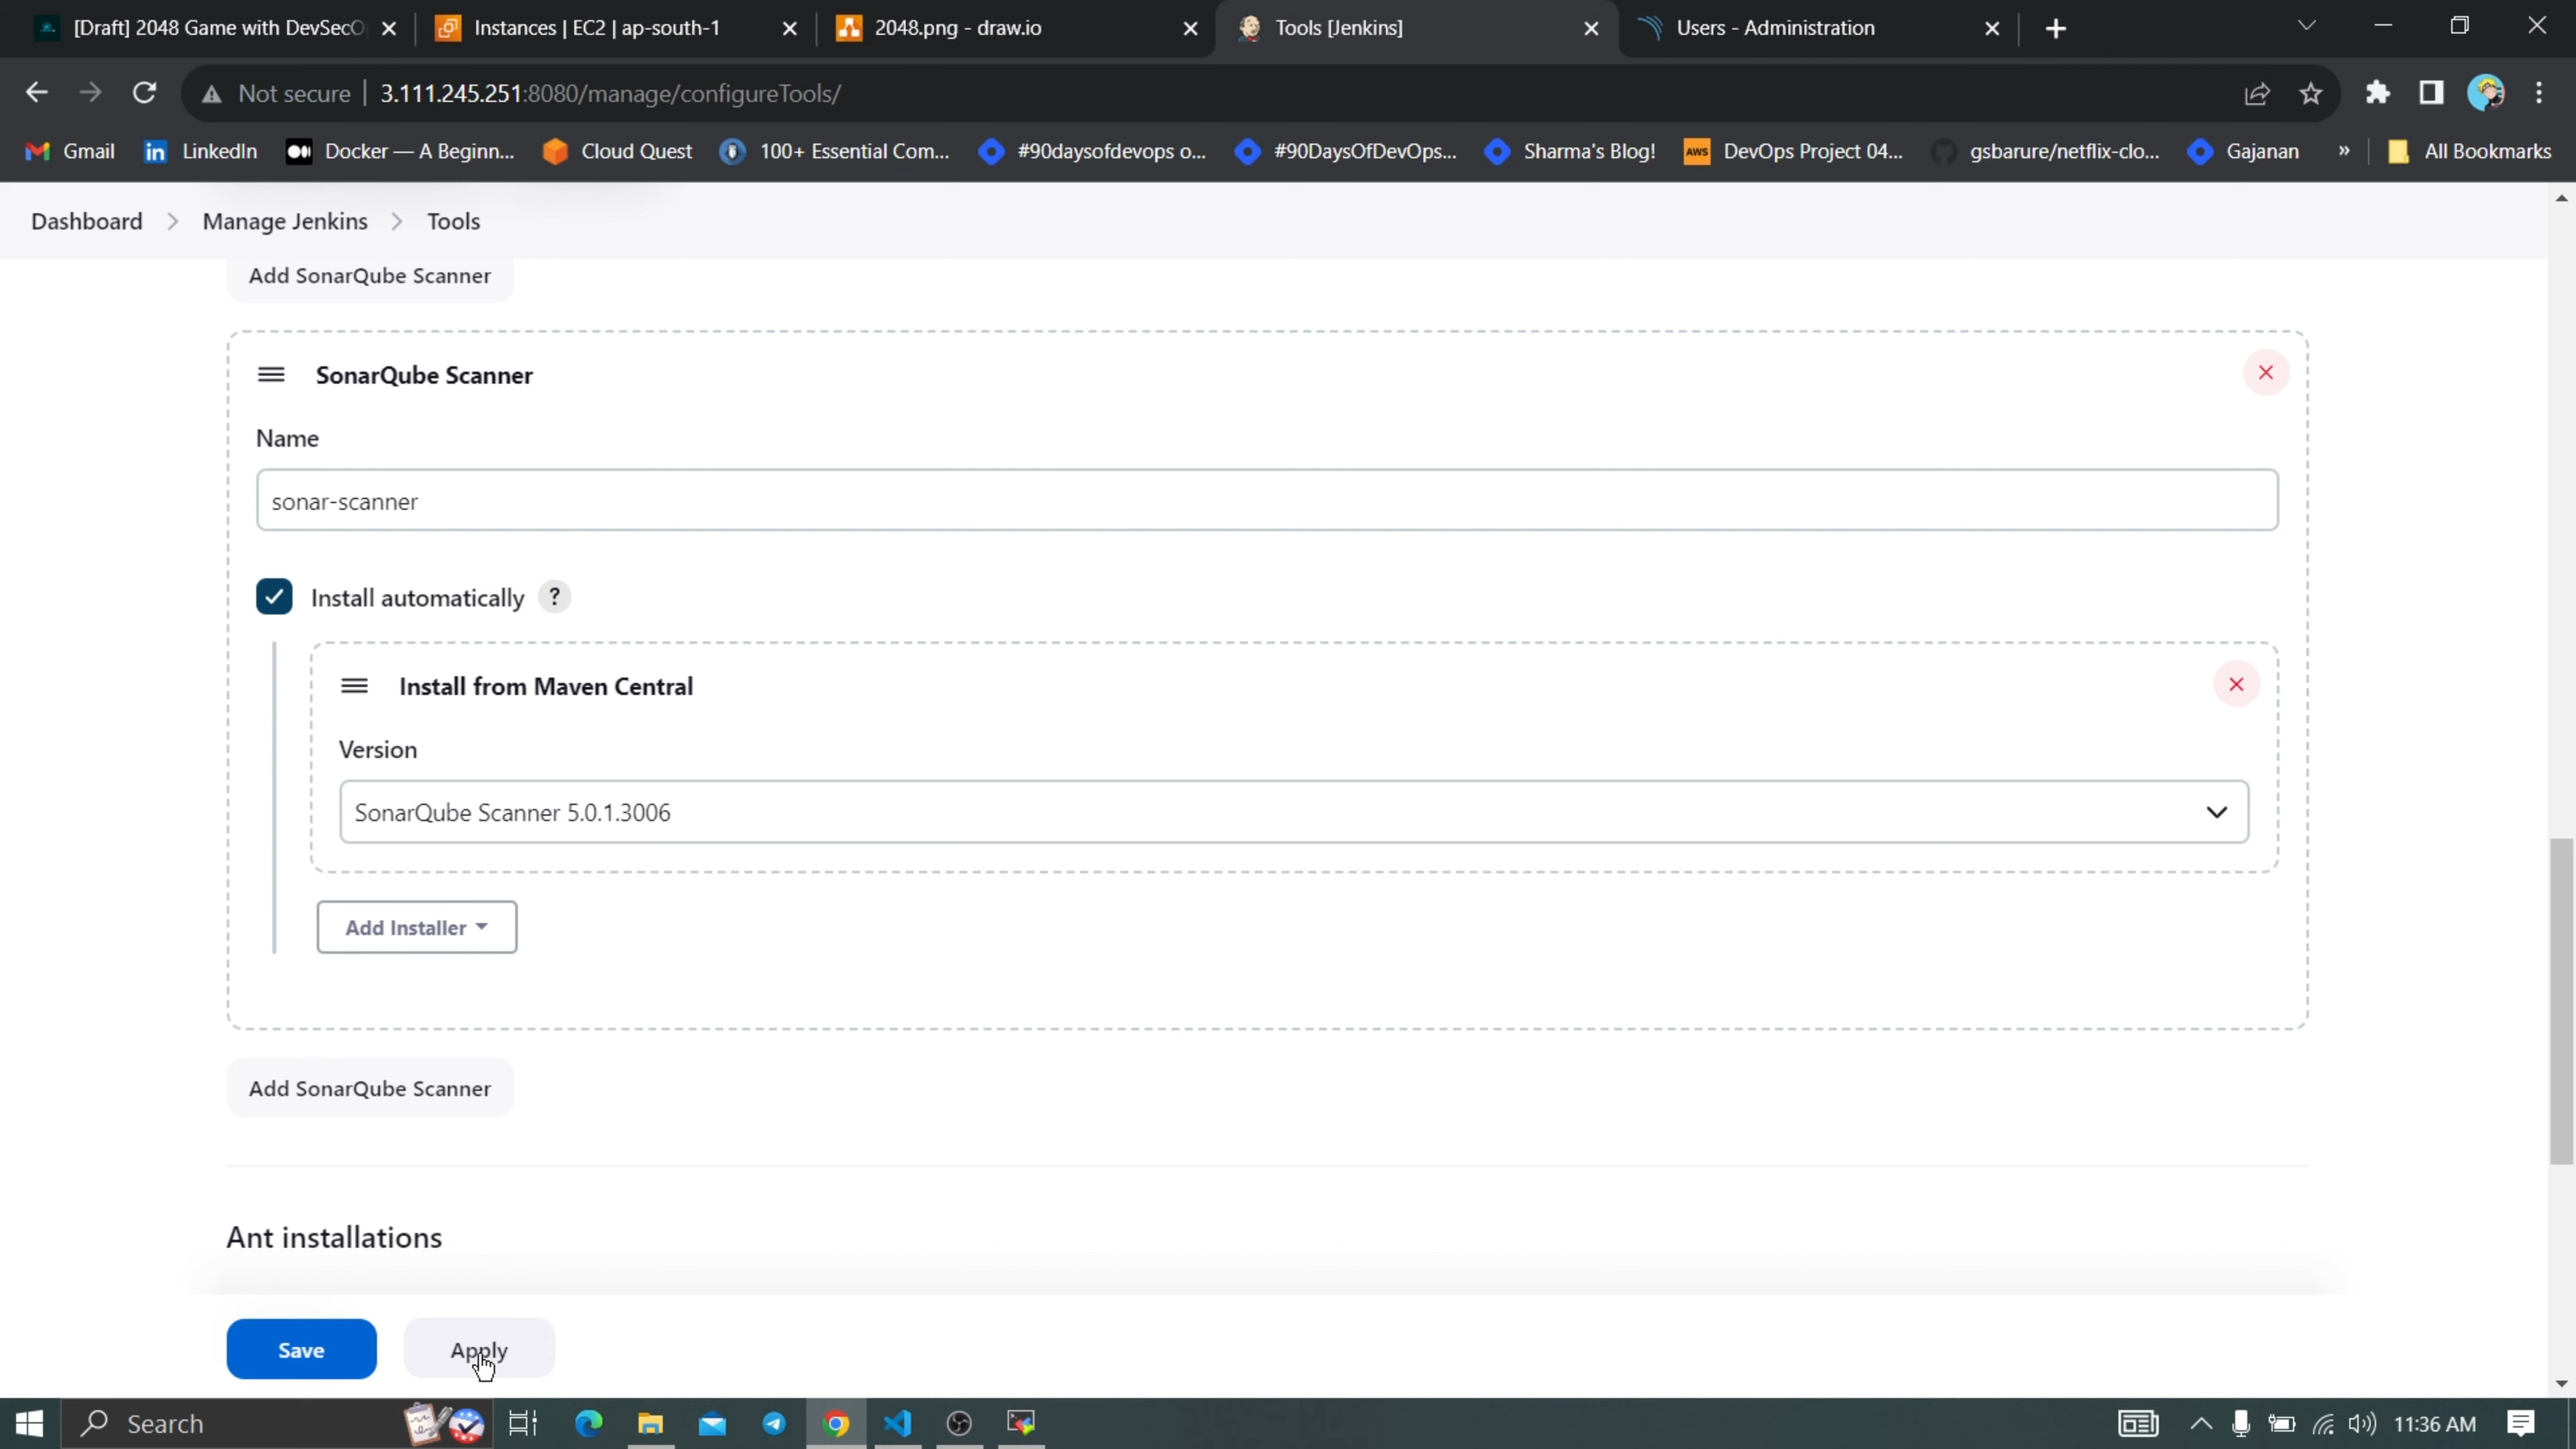 [Draft] 2048 Game with DevSecO
Instances | EC2 | ap-south-1
2048.png - draw.io
Tools [Jenkins]
Users - Administration
Not secure
3.111.245.251:8080/manage/configureTools/
Gmail
LinkedIn
Docker — A Beginn...
Cloud Quest
100+ Essential Com...
#90daysofdevops o...
#90DaysOfDevOps...
Sharma's Blog!
aws
DevOps Project 04...
gsbarure/netflix-clo...
Gajanan
»
All Bookmarks
Dashboard
Manage Jenkins
Tools
Add SonarQube Scanner
SonarQube Scanner
Name
sonar-scanner
Install automatically ?
Install from Maven Central
Version
SonarQube Scanner 5.0.1.3006
Add Installer
Add SonarQube Scanner
Ant installations
Save
Apply
Search
11:36 AM